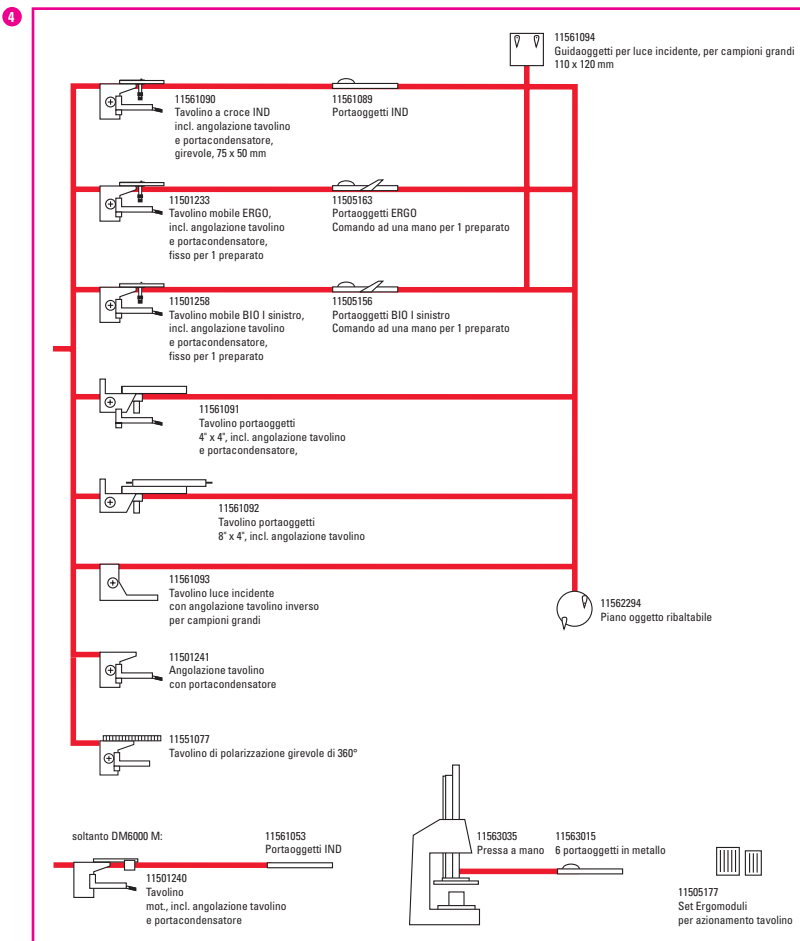 4
11561094
Guidaoggetti per luce incidente, per campioni grandi
110 x 120 mm
11561090
Tavolino a croce IND
incl. angolazione tavolino
e portacondensatore,
girevole, 75 x 50 mm
11561089
Portaoggetti IND
11501233
Tavolino mobile ERGO,
incl. angolazione tavolino
e portacondensatore,
fisso per 1 preparato
11505163
Portaoggetti ERGO
Comando ad una mano per 1 preparato
11501258
Tavolino mobile BIO I sinistro,
incl. angolazione tavolino
e portacondensatore,
fisso per 1 preparato
11505156
Portaoggetti BIO I sinistro
Comando ad una mano per 1 preparato
11561091
Tavolino portaoggetti
4" x 4", incl. angolazione tavolino
e portacondensatore,
11561092
Tavolino portaoggetti
8" x 4", incl. angolazione tavolino
11561093
Tavolino luce incidente
con angolazione tavolino inverso
per campioni grandi
11562294
Piano oggetto ribaltabile
11501241
Angolazione tavolino
con portacondensatore
11551077
Tavolino di polarizzazione girevole di 360°
soltanto DM6000 M:
11561053
Portaoggetti IND
11501240
Tavolino
mot., incl. angolazione tavolino
e portacondensatore
11563035
Pressa a mano
11563015
6 portaoggetti in metallo
11505177
Set Ergomoduli
per azionamento tavolino